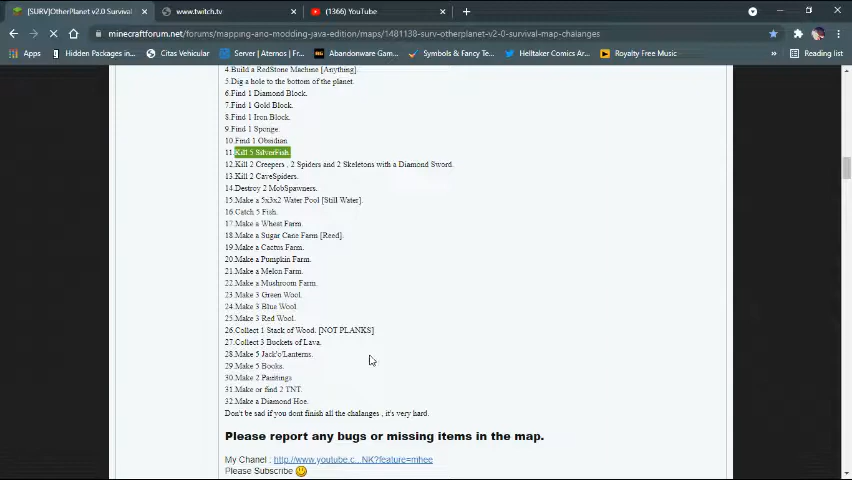 [SURV]OtherPlanet v2.0 Survival
www.twitch.tv
(1366) YouTube
minecraftforum.net/forums/mapping-and-modding-java-edition/maps/1481138-surv-otherplanet-v2-0-survival-map-chalanges
Apps
Hidden Packages in...
Citas Vehicular
Server | Aternos | Fr...
Abandonware Gam...
Symbols & Fancy Te...
Helltaker Comics Ar...
Royalty Free Music
Reading list
4.Build a RedStone Machine [Anything].
5.Dig a hole to the bottom of the planet.
6.Find 1 Diamond Block.
7.Find 1 Gold Block.
8.Find 1 Iron Block.
9.Find 1 Sponge.
10.Find 1 Obsidian
11.Kill 5 SilverFish.
12.Kill 2 Creepers , 2 Spiders and 2 Skeletons with a Diamond Sword.
13.Kill 2 CaveSpiders.
14.Destroy 2 MobSpawners.
15.Make a 5x3x2 Water Pool [Still Water].
16.Catch 5 Fish.
17.Make a Wheat Farm.
18.Make a Sugar Cane Farm [Reed].
19.Make a Cactus Farm.
20.Make a Pumpkin Farm.
21.Make a Melon Farm.
22.Make a Mushroom Farm.
23.Make 3 Green Wool.
24.Make 3 Blue Wool.
25.Make 3 Red Wool.
26.Collect 1 Stack of Wood. [NOT PLANKS]
27.Collect 3 Buckets of Lava.
28.Make 5 Jack'o'Lanterns.
29.Make 5 Books.
30.Make 2 Paintings
31.Make or find 2 TNT.
32.Make a Diamond Hoe.
Don't be sad if you dont finish all the chalanges , it's very hard.
Please report any bugs or missing items in the map.
My Chanel : http://www.youtube.c...NK?feature=mhee
Please Subscribe